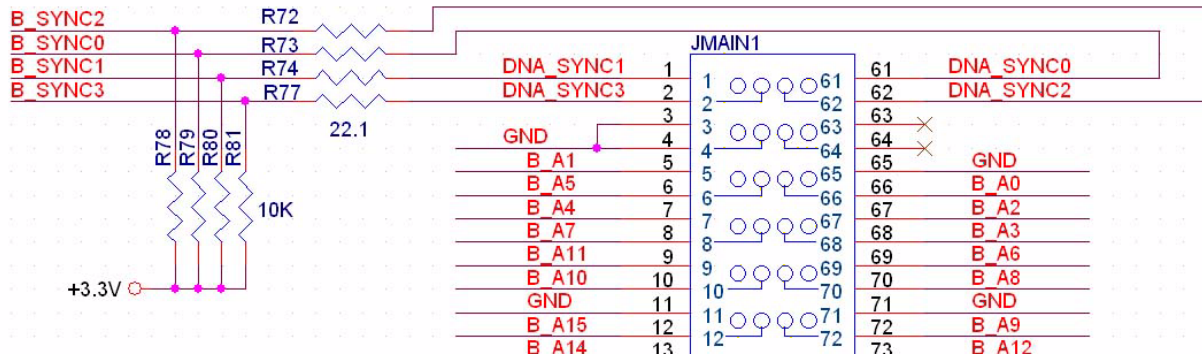 B_SYNC2 R72
B_SYNC0 R73 JMAIN1
B_SYNC1 R74 DNA_SYNC1 1 1 61 61 DNA_SYNC0
B_SYNC3 R77 DNA_SYNC3 2 2 62 62 DNA_SYNC2
22.1 3 3 63 63
GND 4 4 64 64
R78 R79 R80 R81 B_A1 5 5 65 65 GND
B_A5 6 6 66 66 B_A0
10K B_A4 7 7 67 67 B_A2
B_A7 8 8 68 68 B_A3
B_A11 9 9 69 69 B_A6
+3.3V B_A10 10 10 70 70 B_A8
GND 11 11 71 71 GND
B_A15 12 12 72 72 B_A9
B_A14 13 73 B_A12